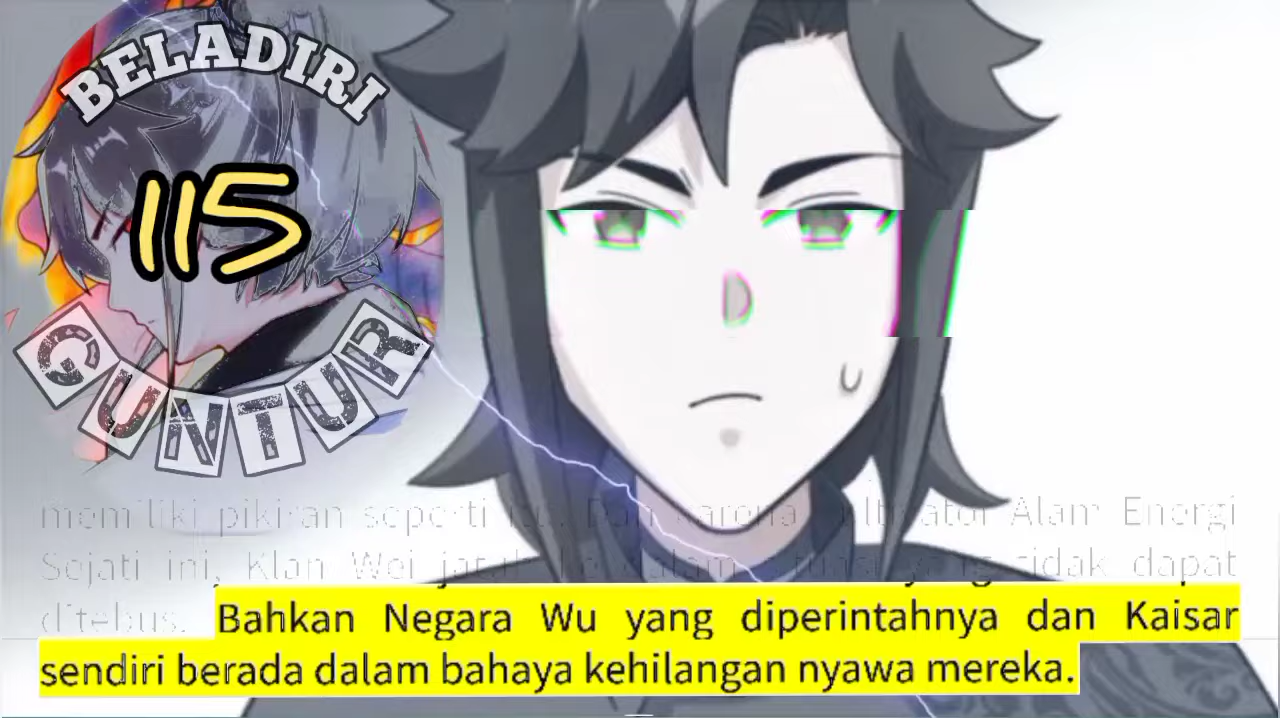 BELADIRI
115
GUNTUR
memiliki pikiran seperti itu. Dan karena Kultivator Alam Energi
Sejati ini, Klan Wei jatuh ke dalam situasi yang tidak dapat
ditebus. Bahkan Negara Wu yang diperintahnya dan Kaisar
sendiri berada dalam bahaya kehilangan nyawa mereka.